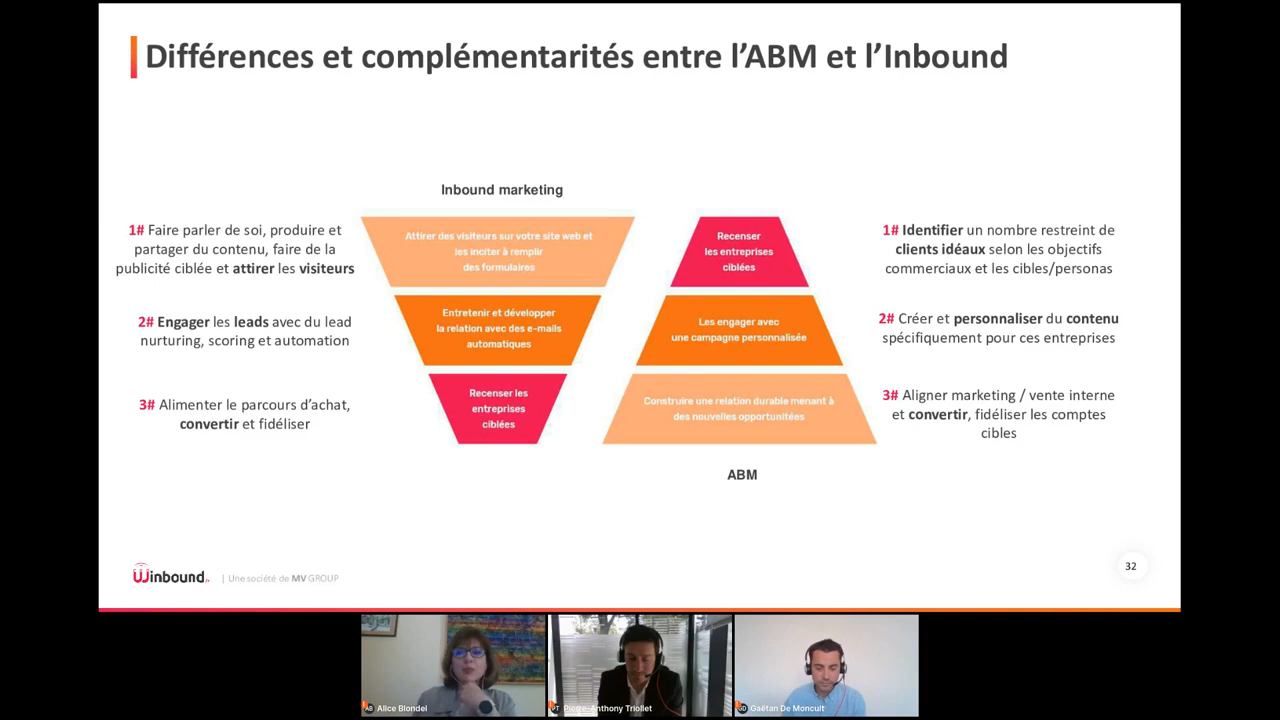 Différences et complémentarités entre l’ABM et l’Inbound
Inbound marketing
1# Faire parler de soi, produire et
partager du contenu, faire de la
publicité ciblée et attirer les visiteurs
2# Engager les leads avec du lead
nurturing, scoring et automation
3# Alimenter le parcours d’achat,
convertir et fidéliser
Attirer des visiteurs sur votre site web et
les inciter à remplir
des formulaires
Entretenir et développer
la relation avec des e-mails
automatiques
Recenser les
entreprises
ciblées
Recenser
les entreprises
ciblées
Les engager avec
une campagne personnalisée
Construire une relation durable menant à
des nouvelles opportunitées
ABM
1# Identifier un nombre restreint de
clients idéaux selon les objectifs
commerciaux et les cibles/personas
2# Créer et personnaliser du contenu
spécifiquement pour ces entreprises
3# Aligner marketing / vente interne
et convertir, fidéliser les comptes
cibles
Winbound
| Une société de MV GROUP
32
AB Alice Blondel
PT Pierre-Anthony Triollet
GD Gaëtan De Moncuit